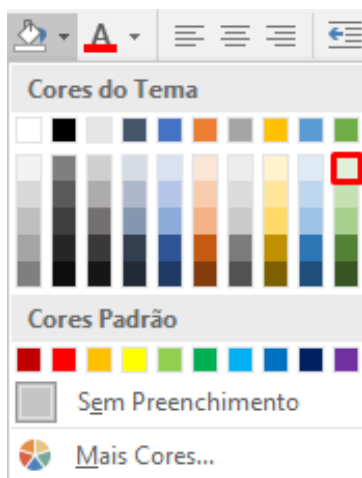 A
Cores do Tema
Cores Padrão
Sem Preenchimento
Mais Cores...